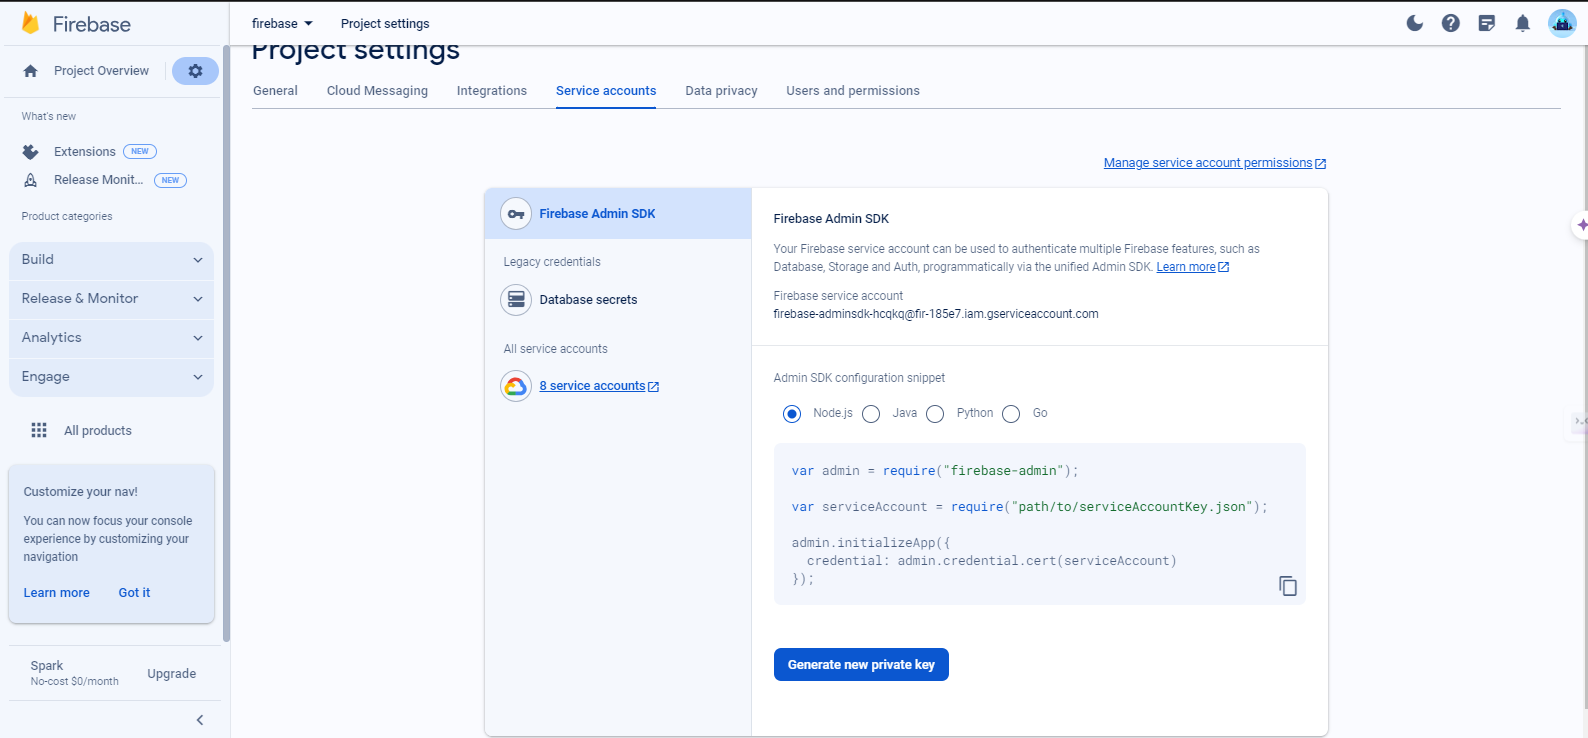 Firebase
firebase
Project settings
Project settings
Project Overview
What's new
Extensions NEW
Release Monit... NEW
Product categories
Build
Release & Monitor
Analytics
Engage
All products
Customize your nav!
You can now focus your console
experience by customizing your
navigation
Learn more
Got it
Spark
No-cost $0/month
Upgrade
General
Cloud Messaging
Integrations
Service accounts
Data privacy
Users and permissions
Manage service account permissions
Firebase Admin SDK
Legacy credentials
Database secrets
All service accounts
8 service accounts
Firebase Admin SDK
Your Firebase service account can be used to authenticate multiple Firebase features, such as
Database, Storage and Auth, programmatically via the unified Admin SDK. Learn more
Firebase service account
firebase-adminsdk-hcqkq@fir-185e7.iam.gserviceaccount.com
Admin SDK configuration snippet
Node.js
Java
Python
Go
var admin = require("firebase-admin");
var serviceAccount = require("path/to/serviceAccountKey.json");
admin.initializeApp({
credential: admin.credential.cert(serviceAccount)
});
Generate new private key